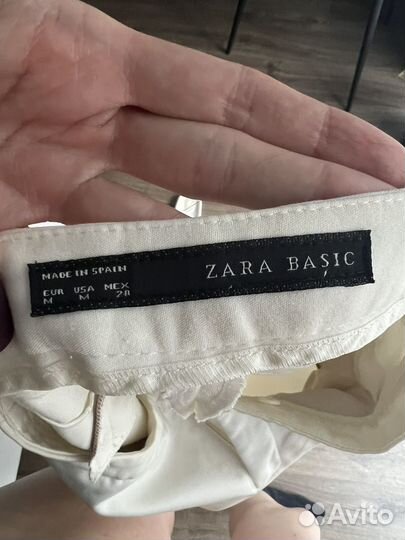 ZARA BASIC
MADE IN SPAIN
EUR USA MEX
M M 28
Avito